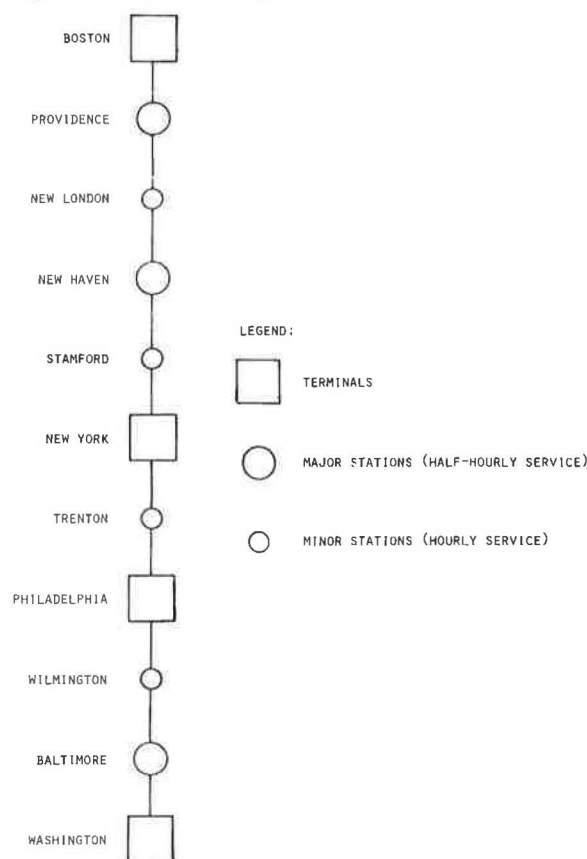 BOSTON
PROVIDENCE
NEW LONDON
NEW HAVEN
STAMFORD
NEW YORK
TRENTON
PHILADELPHIA
WILMINGTON
BALTIMORE
WASHINGTON
LEGEND:
TERMINALS
MAJOR STATIONS (HALF-HOURLY SERVICE)
MINOR STATIONS (HOURLY SERVICE)